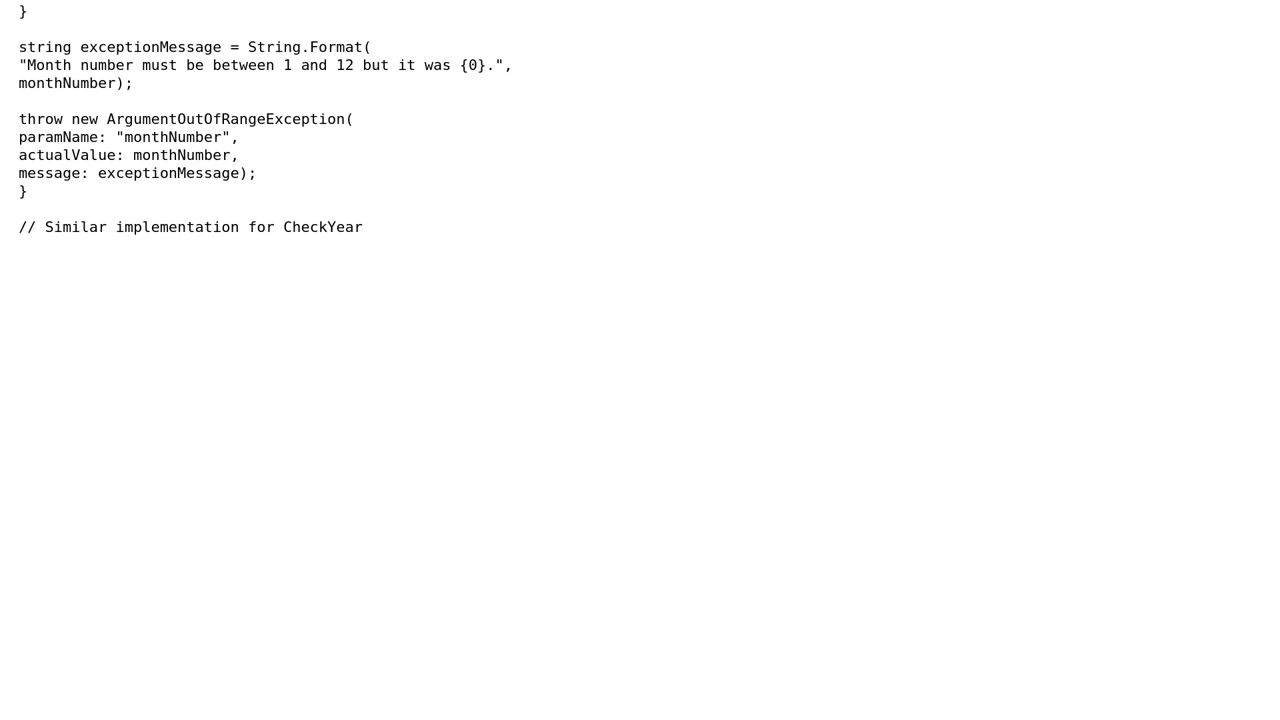 }
string exceptionMessage = String.Format(
"Month number must be between 1 and 12 but it was {0}.",
monthNumber);
throw new ArgumentOutOfRangeException(
paramName: "monthNumber",
actualValue: monthNumber,
message: exceptionMessage);
}
// Similar implementation for CheckYear